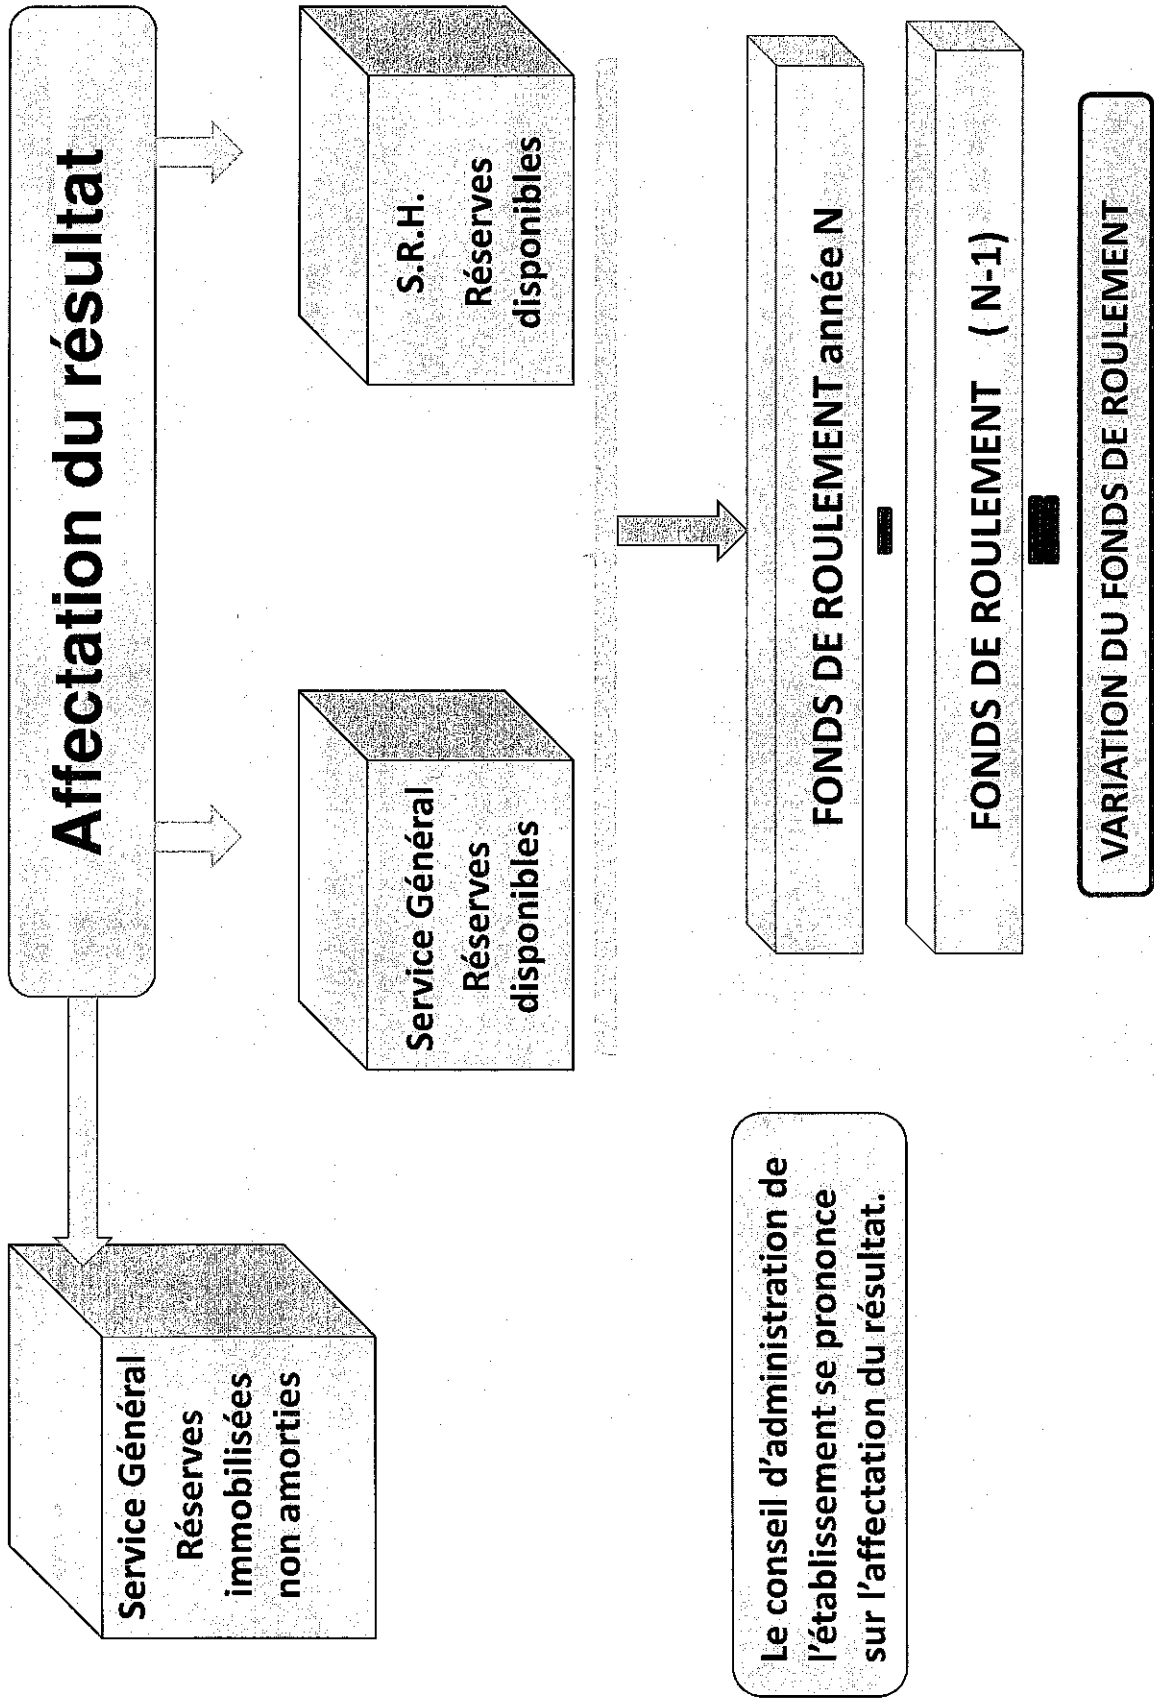 Affectation du résultat
Service Général
Réserves
immobilisées
non amorties
Service Général
Réserves
disponibles
S.R.H.
Réserves
disponibles
Le conseil d'administration de
l'établissement se prononce
sur l'affectation du résultat.
FONDS DE ROULEMENT année N
-
FONDS DE ROULEMENT ( N-1)
=
VARIATION DU FONDS DE ROULEMENT